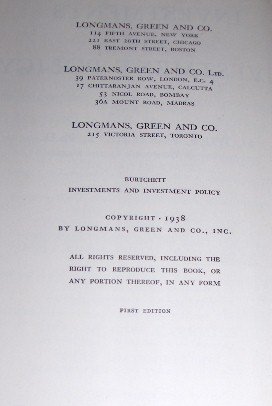 LONGMANS, GREEN AND CO.
114 FIFTH AVENUE, NEW YORK
221 EAST 20TH STREET, CHICAGO
88 TREMONT STREET, BOSTON
LONGMANS, GREEN AND CO. LTD.
39 PATERNOSTER ROW, LONDON, E.C. 4
17 CHITTARANJAN AVENUE, CALCUTTA
53 NICOL ROAD, BOMBAY
36A MOUNT ROAD, MADRAS
LONGMANS, GREEN AND CO.
215 VICTORIA STREET, TORONTO
BURTCHETT
INVESTMENTS AND INVESTMENT POLICY
COPYRIGHT · 1938
BY LONGMANS, GREEN AND CO., INC.
ALL RIGHTS RESERVED, INCLUDING THE
RIGHT TO REPRODUCE THIS BOOK, OR
ANY PORTION THEREOF, IN ANY FORM
FIRST EDITION